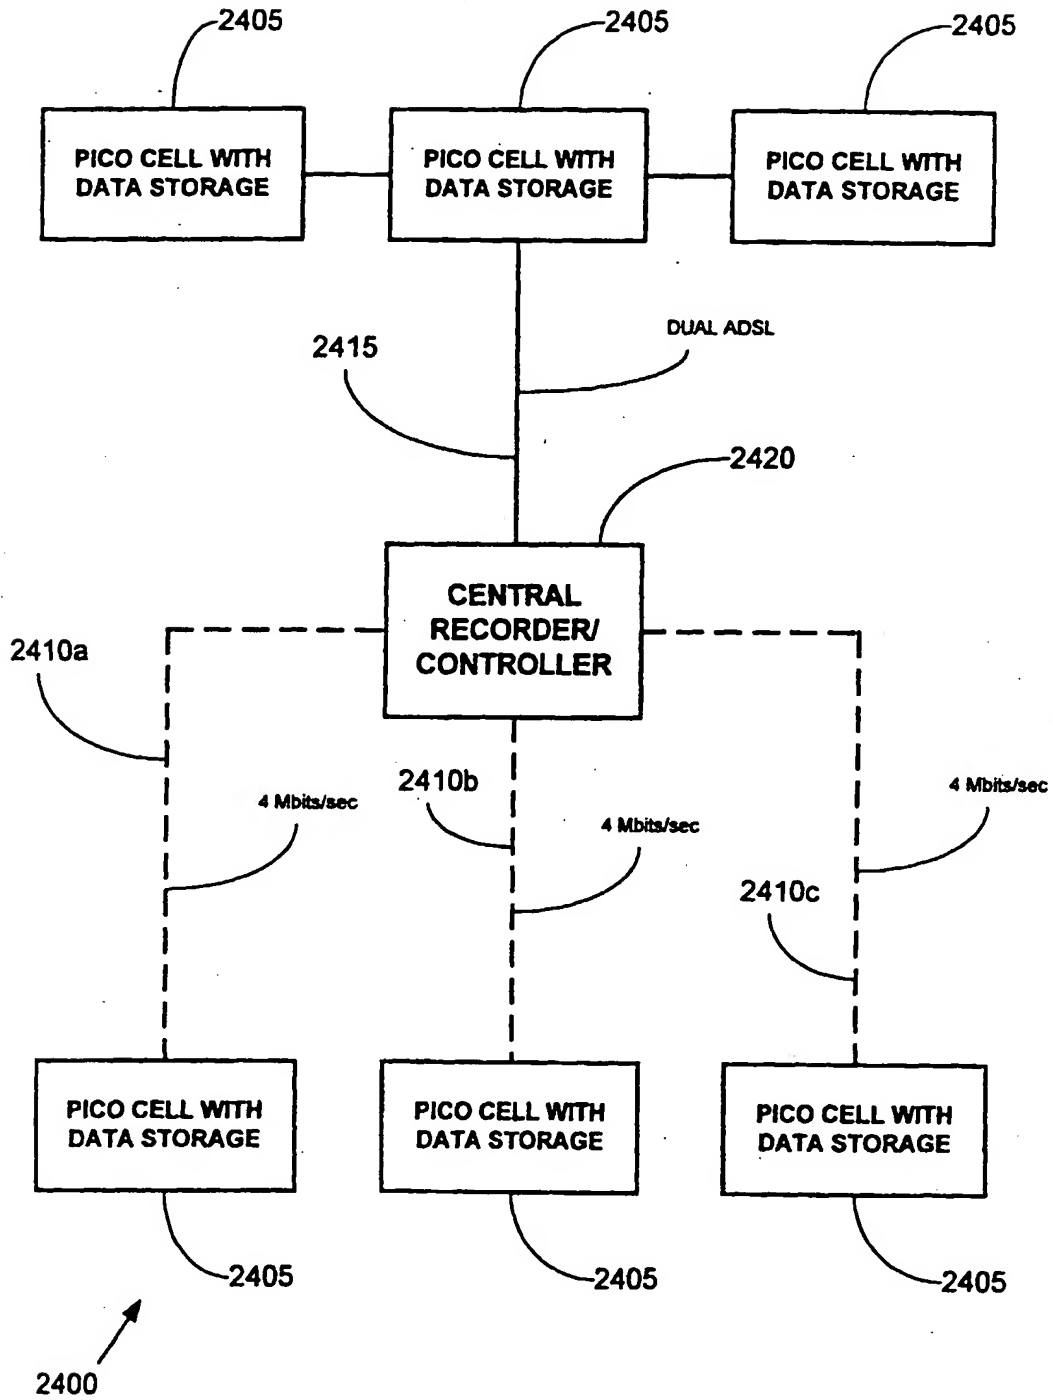 2405
2405
2405
PICO CELL WITH
DATA STORAGE
PICO CELL WITH
DATA STORAGE
PICO CELL WITH
DATA STORAGE
DUAL ADSL
2415
2420
CENTRAL
RECORDER/
CONTROLLER
2410a
2410b
4 Mbits/sec
4 Mbits/sec
4 Mbits/sec
2410c
PICO CELL WITH
DATA STORAGE
PICO CELL WITH
DATA STORAGE
PICO CELL WITH
DATA STORAGE
2405
2405
2405
2400